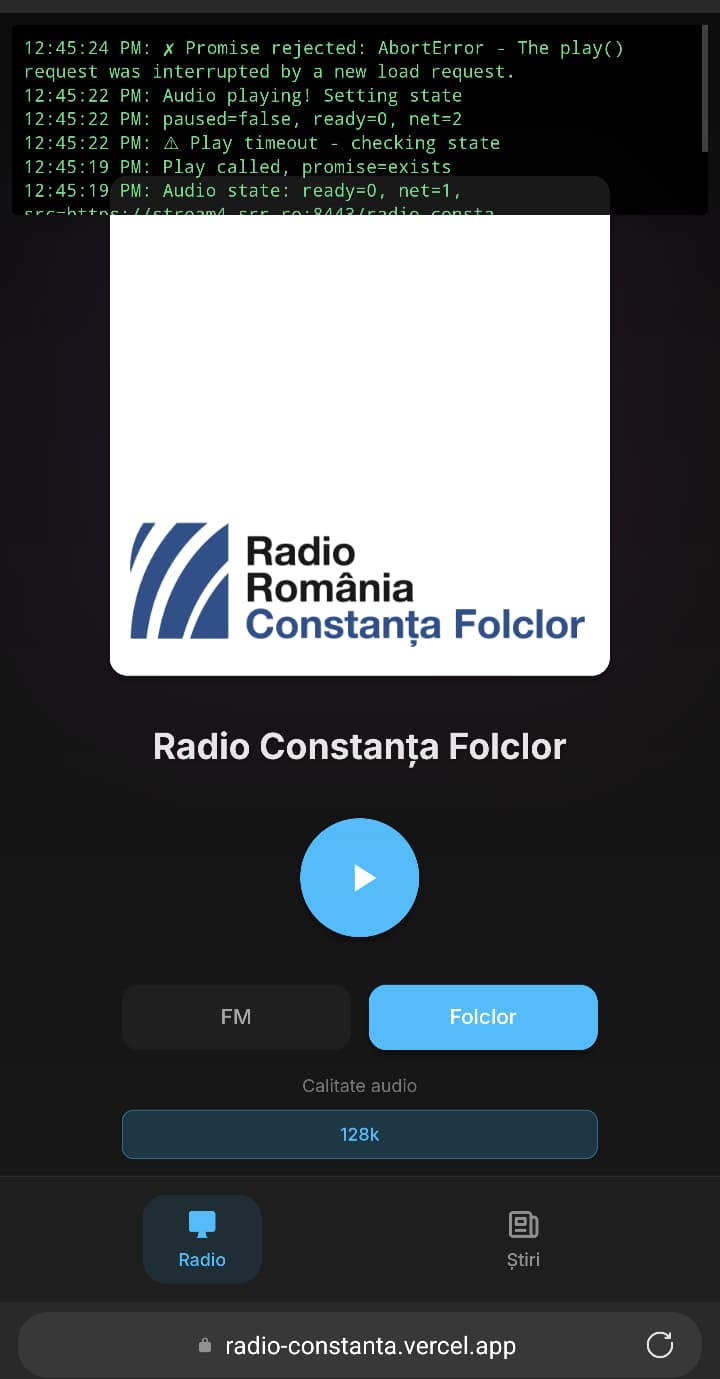 12:45:24 PM: ✗ Promise rejected: AbortError - The play()
request was interrupted by a new load request.
12:45:22 PM: Audio playing! Setting state
12:45:22 PM: paused=false, ready=0, net=2
12:45:22 PM: ⚠ Play timeout - checking state
12:45:19 PM: Play called, promise=exists
12:45:19 PM: Audio state: ready=0, net=1,
src=https://stream4.srr.ro:8443/radio-consta
Radio
România
Constanța Folclor
Radio Constanța Folclor
FM
Folclor
Calitate audio
128k
Radio
Știri
radio-constanta.vercel.app